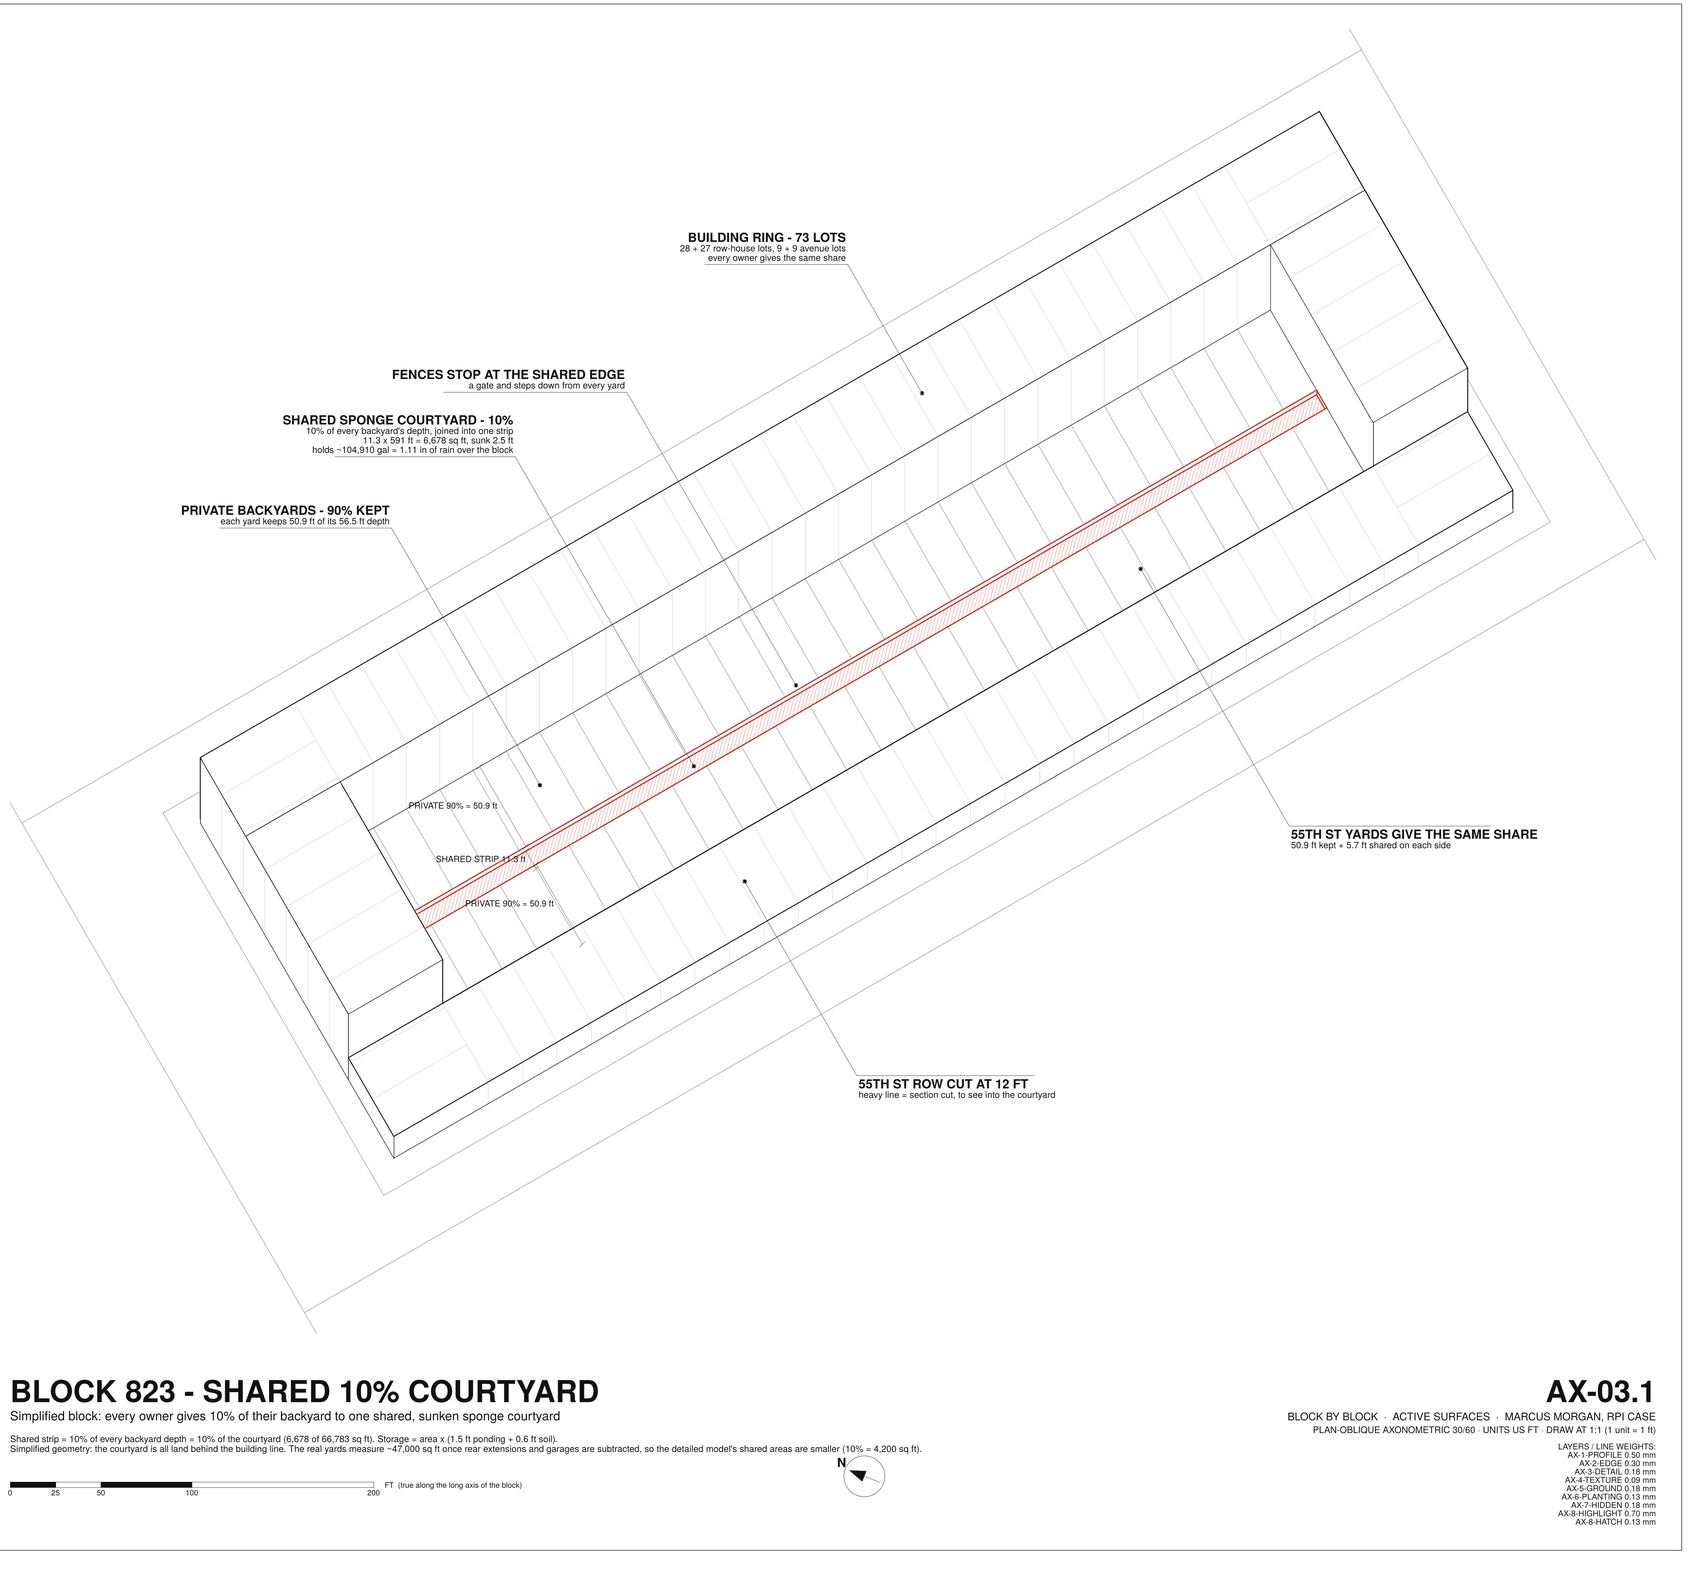 BUILDING RING - 73 LOTS
28 + 27 row-house lots, 9 + 9 avenue lots
every owner gives the same share
FENCES STOP AT THE SHARED EDGE
a gate and steps down from every yard
SHARED SPONGE COURTYARD - 10%
10% of every backyard's depth, joined into one strip
11.3 x 591 ft = 6,678 sq ft, sunk 2.5 ft
holds ~104,910 gal = 1.11 in of rain over the block
PRIVATE BACKYARDS - 90% KEPT
each yard keeps 50.9 ft of its 56.5 ft depth
PRIVATE 90% = 50.9 ft
SHARED STRIP 11.3 ft
PRIVATE 90% = 50.9 ft
55TH ST YARDS GIVE THE SAME SHARE
50.9 ft kept + 5.7 ft shared on each side
55TH ST ROW CUT AT 12 FT
heavy line = section cut, to see into the courtyard
BLOCK 823 - SHARED 10% COURTYARD
Simplified block: every owner gives 10% of their backyard to one shared, sunken sponge courtyard
Shared strip = 10% of every backyard depth = 10% of the courtyard (6,678 of 66,783 sq ft). Storage = area x (1.5 ft ponding + 0.6 ft soil).
Simplified geometry: the courtyard is all land behind the building line. The real yards measure ~47,000 sq ft once rear extensions and garages are subtracted, so the detailed model's shared areas are smaller (10% = 4,200 sq ft).
0 25 50 200 FT (true along the long axis of the block)
N
AX-03.1
BLOCK BY BLOCK · ACTIVE SURFACES · MARCUS MORGAN, RPI CASE
PLAN-OBLIQUE AXONOMETRIC 30/60 · UNITS US FT · DRAW AT 1:1 (1 unit = 1 ft)
LAYERS / LINE WEIGHTS:
AX-1-PROFILE 0.50 mm
AX-2-EDGE 0.30 mm
AX-3-DETAIL 0.18 mm
AX-4-TEXTURE 0.09 mm
AX-5-GROUND 0.18 mm
AX-6-PLANTING 0.13 mm
AX-7-HIDDEN 0.18 mm
AX-8-HIGHLIGHT 0.70 mm
AX-8-HATCH 0.13 mm